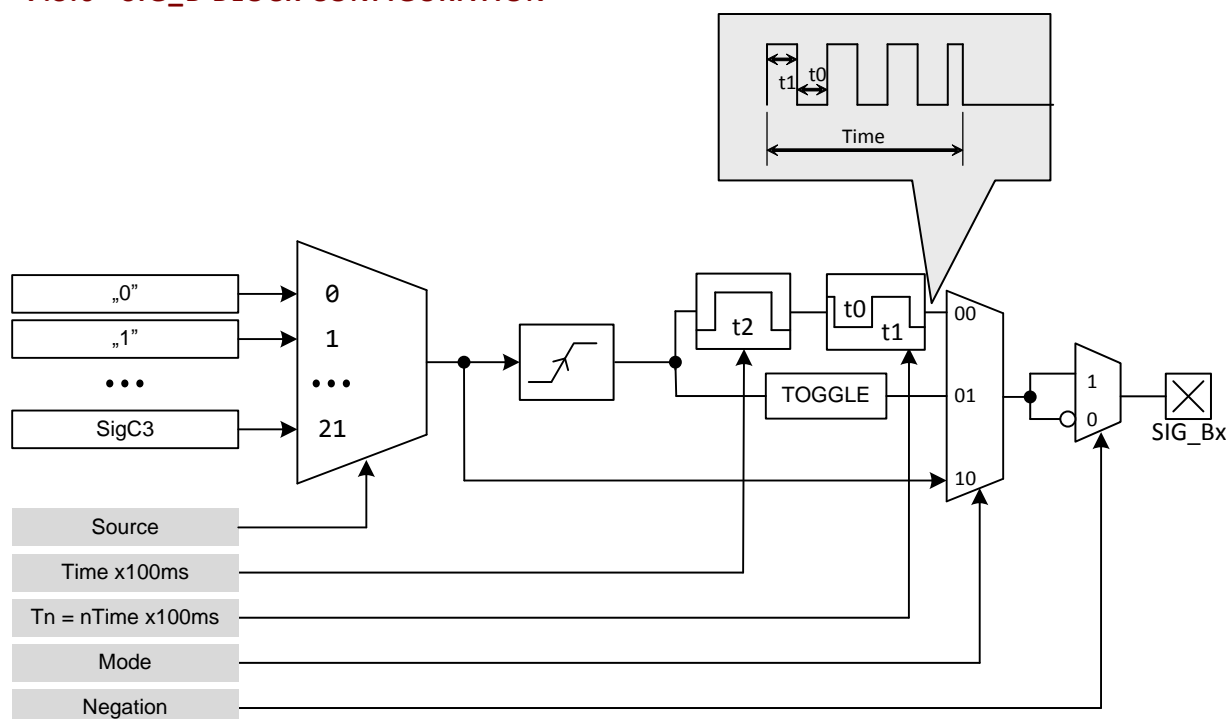 t1
t0
Time
„0”
0
„1”
1
•••
•••
SigC3
21
t2
t0
t1
TOGGLE
00
01
10
1
0
SIG_Bx
Source
Time x100ms
Tn = nTime x100ms
Mode
Negation